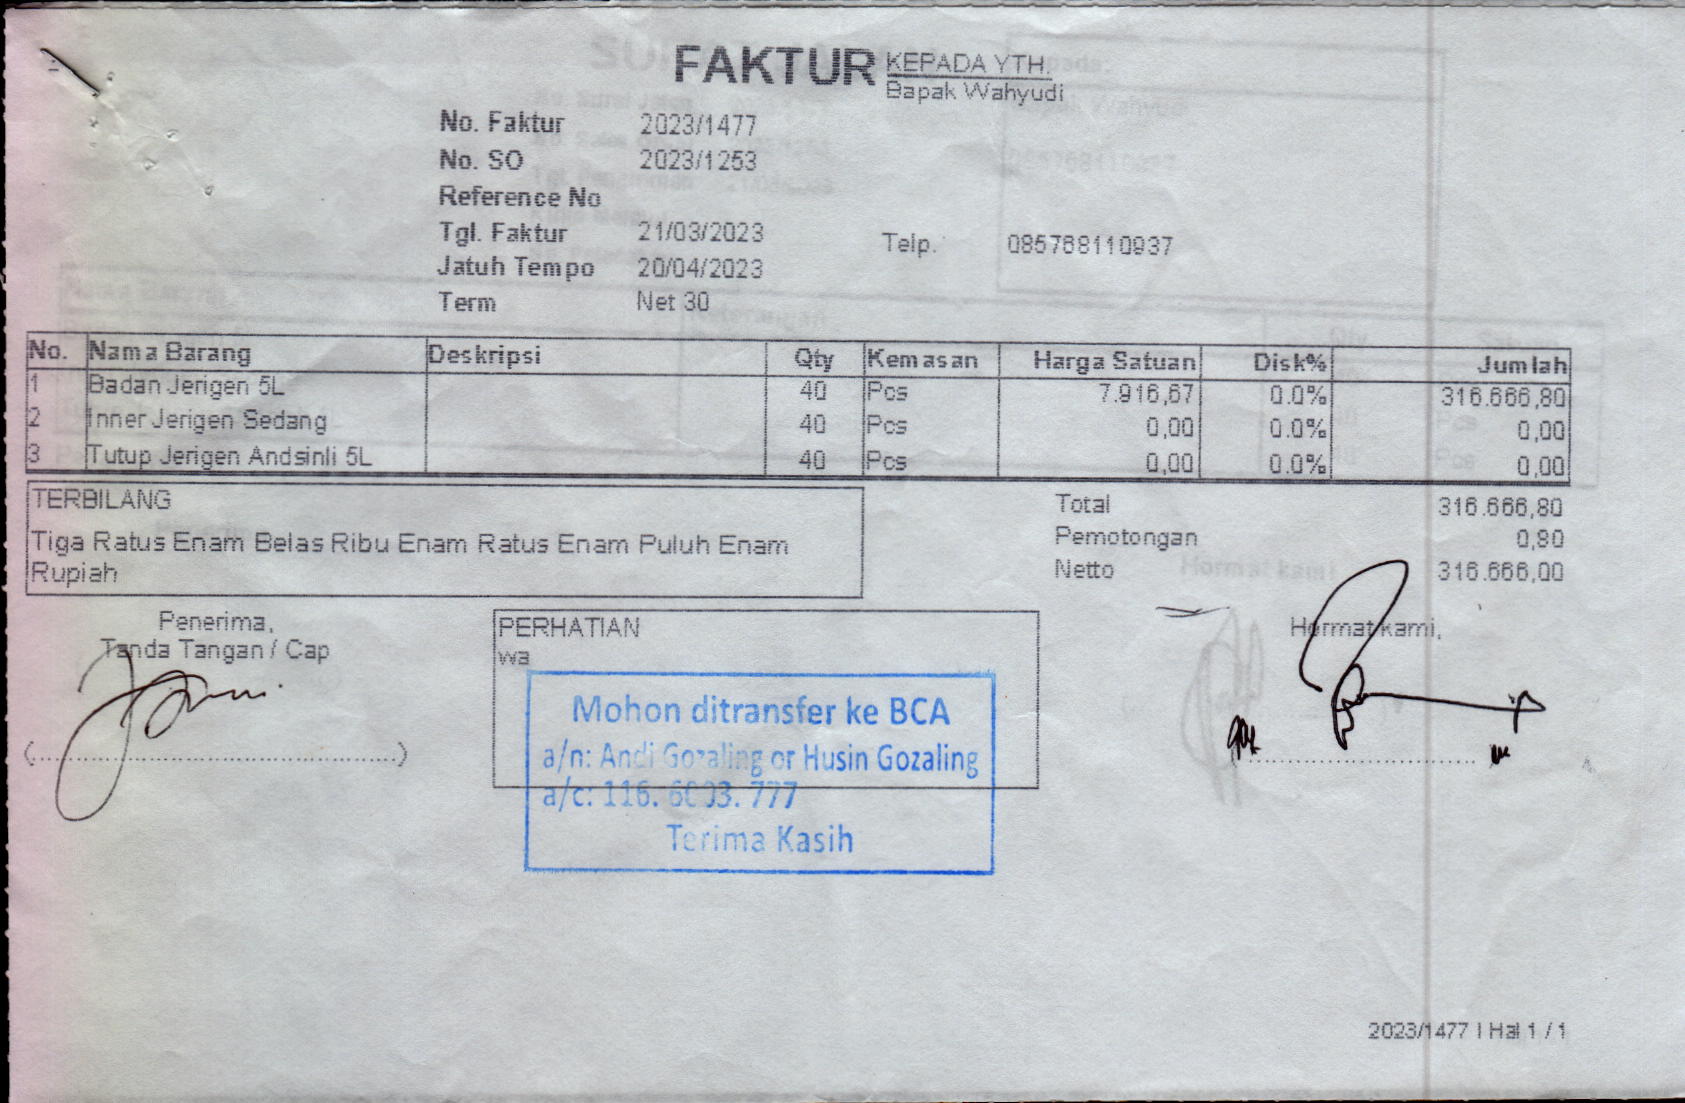 FAKTUR
KEPADA YTH.
Bapak Wahyudi
No. Faktur 2023/1477
No. SO 2023/1253
Reference No
Tgl. Faktur 21/03/2023
Telp. 085768110937
Jatuh Tempo 20/04/2023
Term Net 30
No. Nama Barang Deskripsi Qty Kemasan Harga Satuan Disk% Jumlah
1 Badan Jerigen 5L 40 Pcs 7.916,67 0.0% 316.666,80
2 Inner Jerigen Sedang 40 Pcs 0,00 0.0% 0,00
3 Tutup Jerigen Andsinli 5L 40 Pcs 0,00 0.0% 0,00
TERBILANG
Tiga Ratus Enam Belas Ribu Enam Ratus Enam Puluh Enam
Rupiah
Total 316.666,80
Pemotongan 0,80
Netto 316.666,00
Penerima,
Tanda Tangan / Cap
(..........)
PERHATIAN
wa
Mohon ditransfer ke BCA
a/n: Andi Gozaling or Husin Gozaling
a/c: 116. 6003. 777
Terima Kasih
Hormat kami,
2023/1477 | Hal 1 / 1